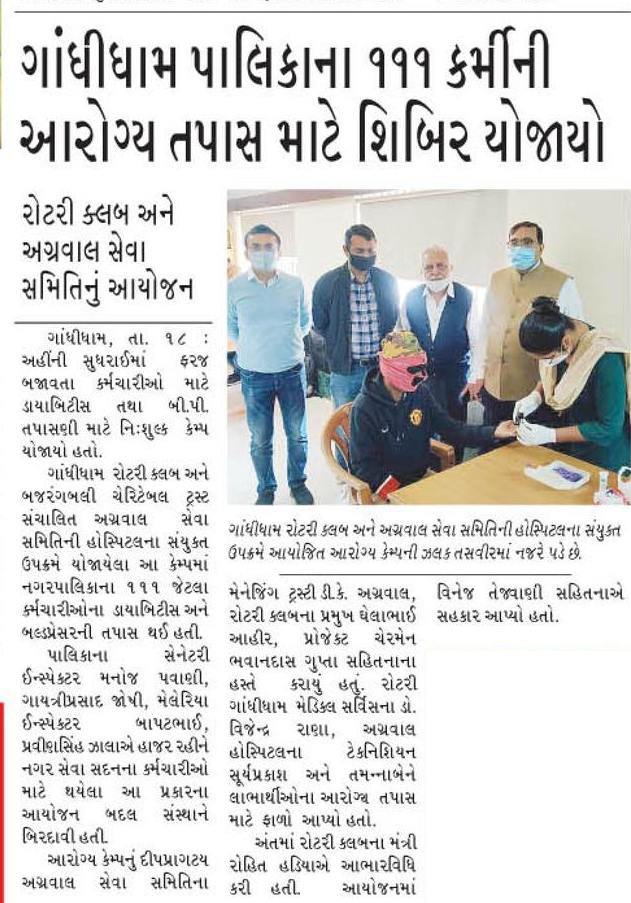 ગાંધીધામ પાલિકાના ૧૧૧ કર્મીની
આરોગ્ય તપાસ માટે શિબિર યોજાયો
રોટરી ક્લબ અને
અગ્રવાલ સેવા
સમિતિનું આયોજન
ગાંધીધામ, તા. ૧૮ :
અહીંની સુધરાઈમાં ફરજ
બજાવતા કર્મચારીઓ માટે
ડાયાબિટીસ તથા બી.પી.
તપાસણી માટે નિઃશુલ્ક કેમ્પ
યોજાયો હતો.
ગાંધીધામ રોટરી ક્લબ અને
બજરંગબલી ચેરિટેબલ ટ્રસ્ટ
સંચાલિત અગ્રવાલ સેવા
સમિતિની હોસ્પિટલના સંયુક્ત
ઉપક્રમે યોજાયેલા આ કેમ્પમાં
નગરપાલિકાના ૧૧૧ જેટલા
કર્મચારીઓના ડાયાબિટીસ અને
બ્લડપ્રેસરની તપાસ થઈ હતી.
પાલિકાના સેનેટરી
ઈન્સ્પેક્ટર મનોજ પવાણી,
ગાયત્રીપ્રસાદ જોષી, મેલેરિયા
ઈન્સ્પેક્ટર બાપટભાઈ,
પ્રવીણસિંહ ઝાલાએ હાજર રહીને
નગર સેવા સદનના કર્મચારીઓ
માટે થયેલા આ પ્રકારના
આયોજન બદલ સંસ્થાને
બિરદાવી હતી.
આરોગ્ય કેમ્પનું દીપપ્રાગટય
અગ્રવાલ સેવા સમિતિના
ગાંધીધામ રોટરી ક્લબ અને અગ્રવાલ સેવા સમિતિની હોસ્પિટલના સંયુક્ત
ઉપક્રમે આયોજિત આરોગ્ય કેમ્પની ઝલક તસવીરમાં નજરે પડે છે.
મેનેજિંગ ટ્રસ્ટી ડી.કે. અગ્રવાલ,
રોટરી ક્લબના પ્રમુખ ઘેલાભાઈ
આહીર, પ્રોજેક્ટ ચેરમેન
ભવાનદાસ ગુપ્તા સહિતનાના
હસ્તે કરાયું હતું. રોટરી
ગાંધીધામ મેડિકલ સર્વિસના ડો.
વિજેન્દ્ર રાણા, અગ્રવાલ
હોસ્પિટલના ટેકનિશિયન
સૂર્યપ્રકાશ અને તમન્નાબેને
લાભાર્થીઓના આરોગ્ય તપાસ
માટે ફાળો આપ્યો હતો.
અંતમાં રોટરી ક્લબના મંત્રી
રોહિત હડિયાએ આભારવિધિ
કરી હતી. આયોજનમાં
વિનેજ તેજવાણી સહિતનાએ
સહકાર આપ્યો હતો.